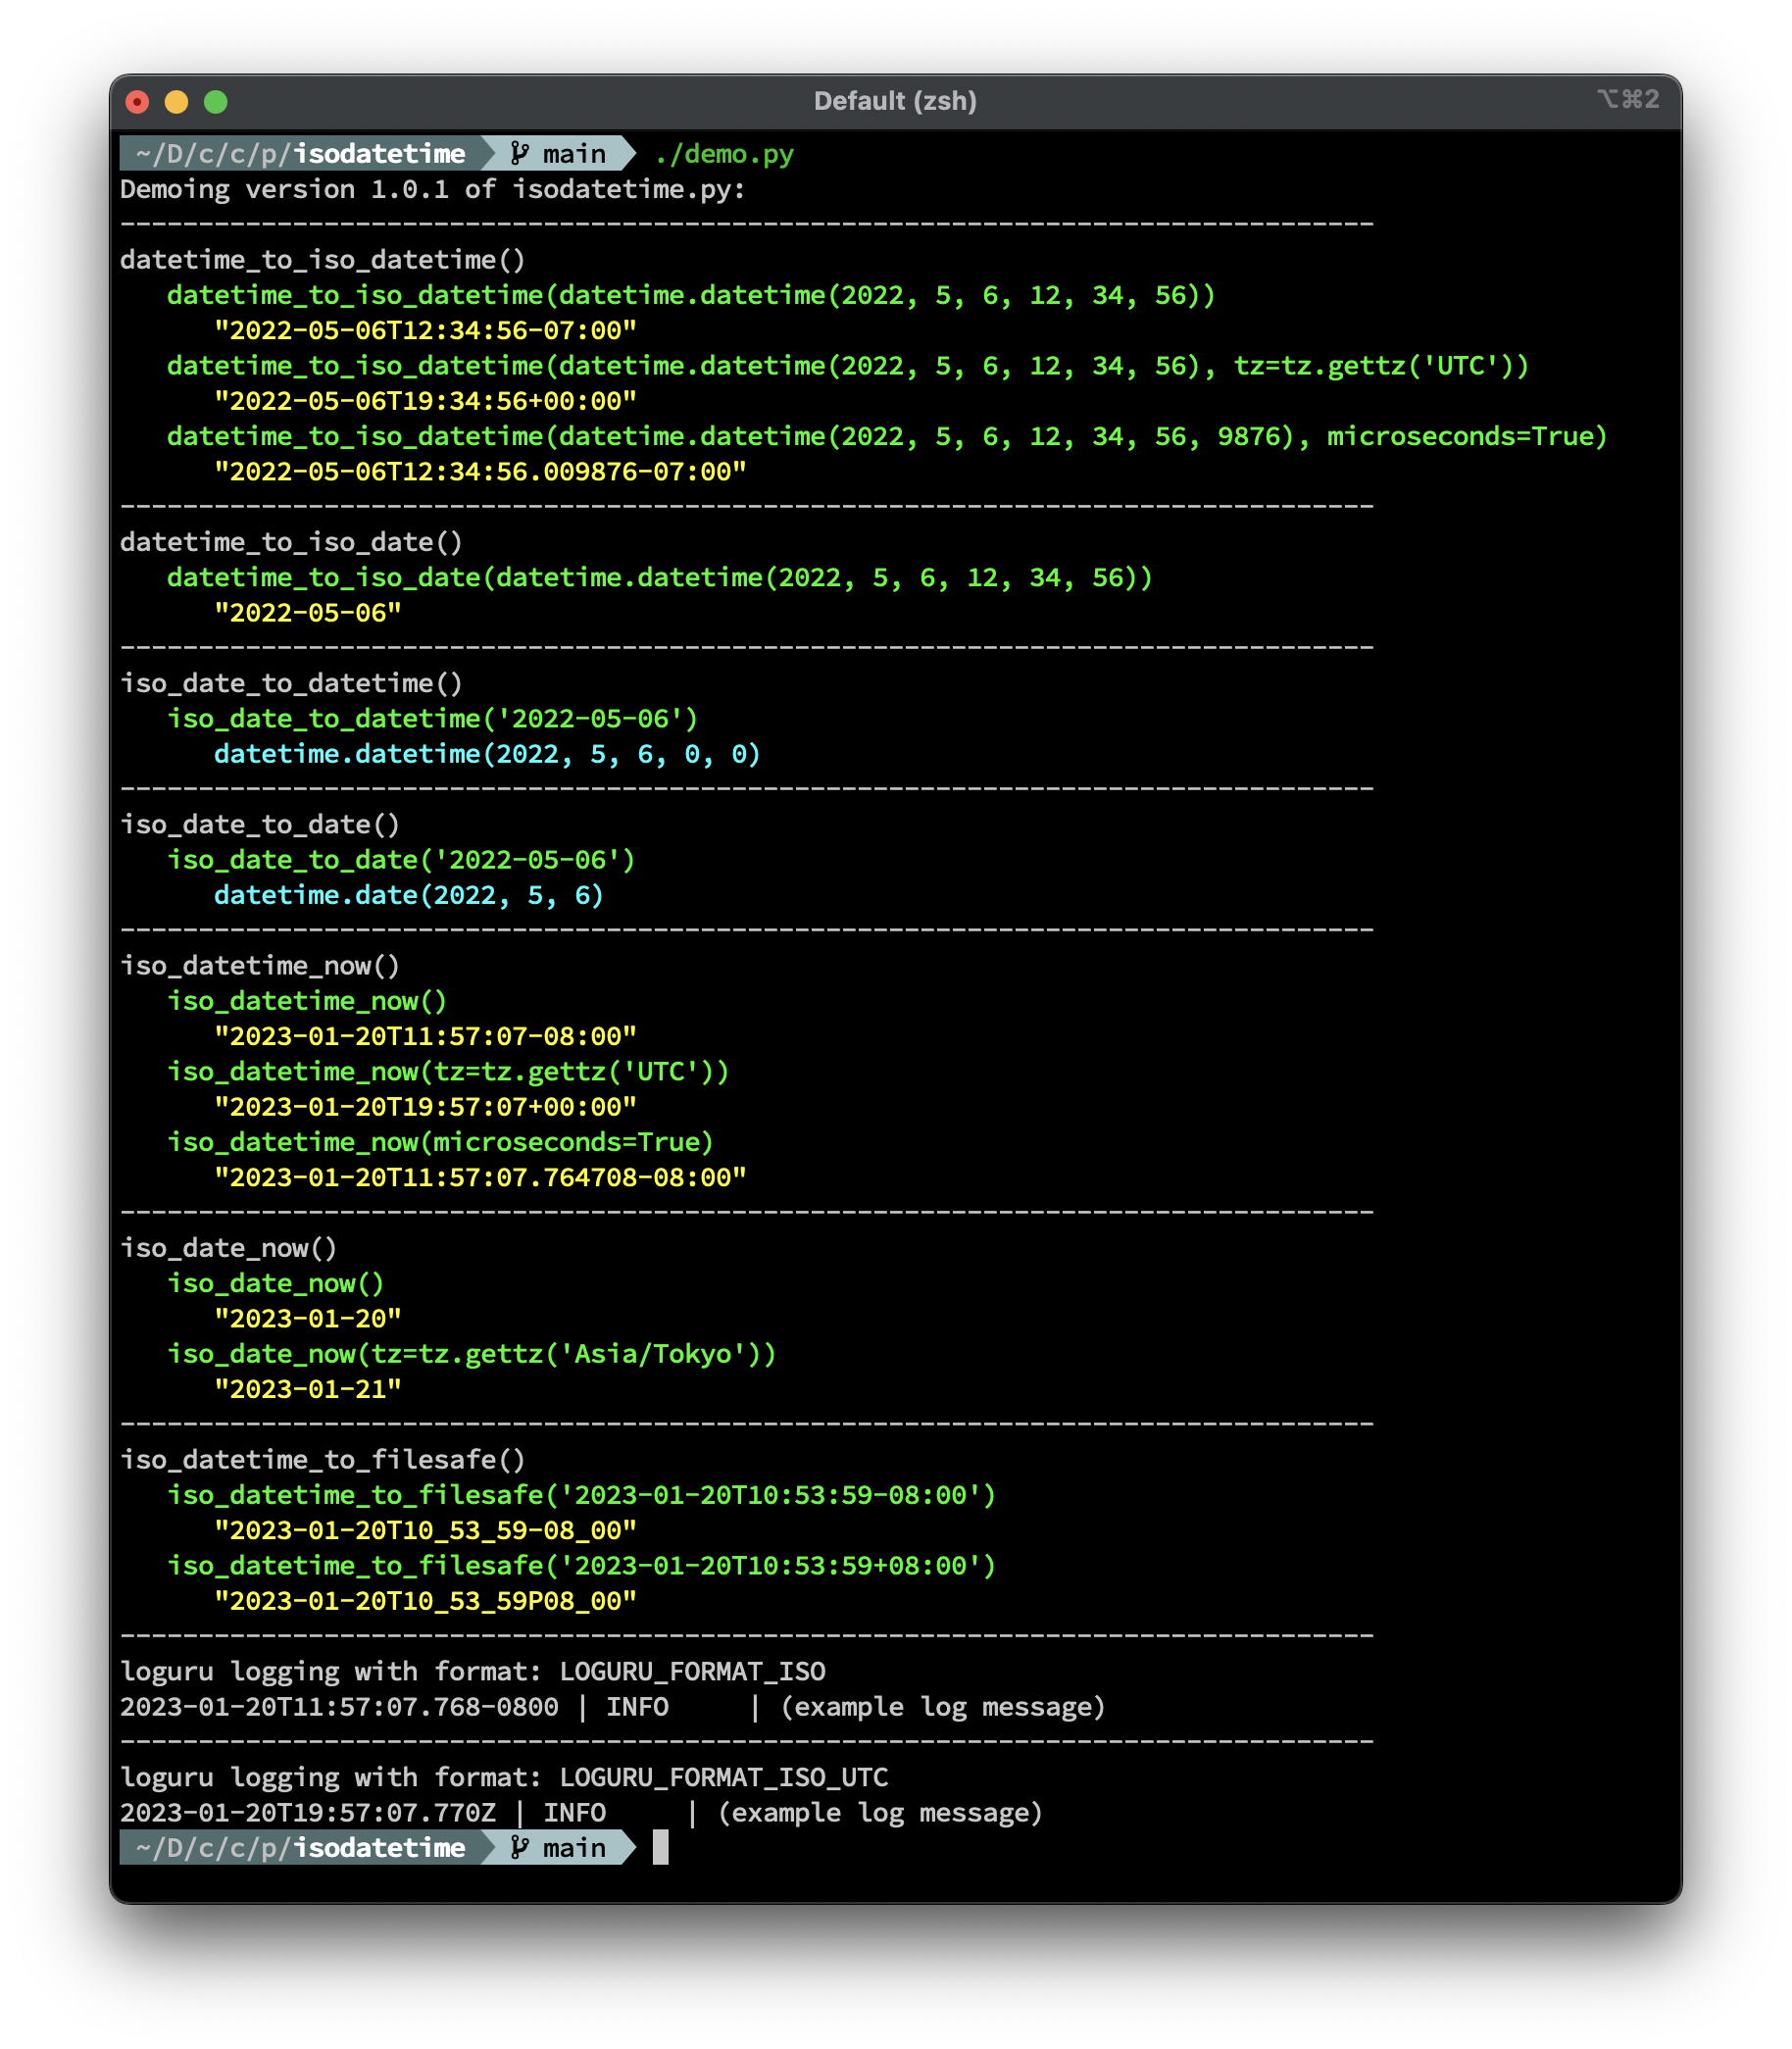 Default (zsh)
⌥⌘2
~/D/c/c/p/isodatetime main ./demo.py
Demoing version 1.0.1 of isodatetime.py:
--------------------------------------------------------------------------------
datetime_to_iso_datetime()
   datetime_to_iso_datetime(datetime.datetime(2022, 5, 6, 12, 34, 56))
      "2022-05-06T12:34:56-07:00"
   datetime_to_iso_datetime(datetime.datetime(2022, 5, 6, 12, 34, 56), tz=tz.gettz('UTC'))
      "2022-05-06T19:34:56+00:00"
   datetime_to_iso_datetime(datetime.datetime(2022, 5, 6, 12, 34, 56, 9876), microseconds=True)
      "2022-05-06T12:34:56.009876-07:00"
--------------------------------------------------------------------------------
datetime_to_iso_date()
   datetime_to_iso_date(datetime.datetime(2022, 5, 6, 12, 34, 56))
      "2022-05-06"
--------------------------------------------------------------------------------
iso_date_to_datetime()
   iso_date_to_datetime('2022-05-06')
      datetime.datetime(2022, 5, 6, 0, 0)
--------------------------------------------------------------------------------
iso_date_to_date()
   iso_date_to_date('2022-05-06')
      datetime.date(2022, 5, 6)
--------------------------------------------------------------------------------
iso_datetime_now()
   iso_datetime_now()
      "2023-01-20T11:57:07-08:00"
   iso_datetime_now(tz=tz.gettz('UTC'))
      "2023-01-20T19:57:07+00:00"
   iso_datetime_now(microseconds=True)
      "2023-01-20T11:57:07.764708-08:00"
--------------------------------------------------------------------------------
iso_date_now()
   iso_date_now()
      "2023-01-20"
   iso_date_now(tz=tz.gettz('Asia/Tokyo'))
      "2023-01-21"
--------------------------------------------------------------------------------
iso_datetime_to_filesafe()
   iso_datetime_to_filesafe('2023-01-20T10:53:59-08:00')
      "2023-01-20T10_53_59-08_00"
   iso_datetime_to_filesafe('2023-01-20T10:53:59+08:00')
      "2023-01-20T10_53_59P08_00"
--------------------------------------------------------------------------------
loguru logging with format: LOGURU_FORMAT_ISO
2023-01-20T11:57:07.768-0800 | INFO     | (example log message)
--------------------------------------------------------------------------------
loguru logging with format: LOGURU_FORMAT_ISO_UTC
2023-01-20T19:57:07.770Z | INFO     | (example log message)
~/D/c/c/p/isodatetime main